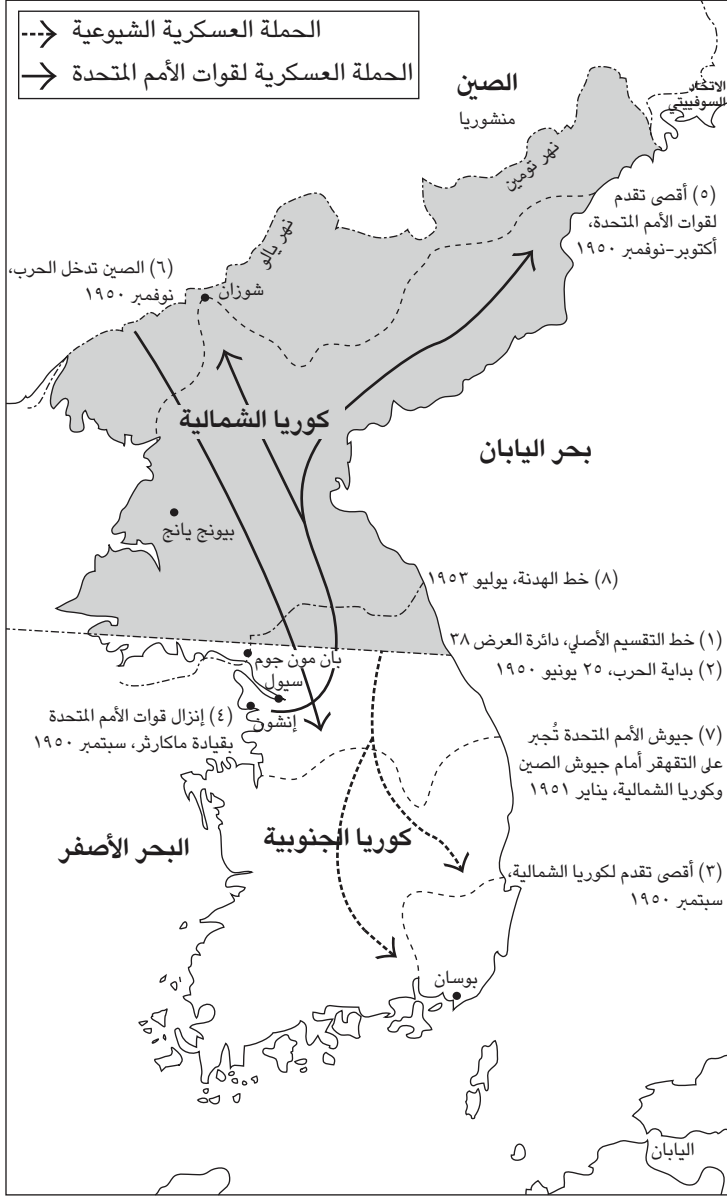 الحملة العسكرية الشيوعية
الحملة العسكرية لقوات الأمم المتحدة
الصين
منشوريا
الاتحاد
السوفييتي
نهر تومين
(٥) أقصى تقدم
لقوات الأمم المتحدة،
أكتوبر–نوفمبر ١٩٥٠
نهر يالو
(٦) الصين تدخل الحرب،
نوفمبر ١٩٥٠
شوزان
كوريا الشمالية
بحر اليابان
بيونج يانج
(٨) خط الهدنة، يوليو ١٩٥٣
(١) خط التقسيم الأصلي، دائرة العرض ٣٨
(٢) بداية الحرب، ٢٥ يونيو ١٩٥٠
بان مون جوم
سيول
إنشون
(٤) إنزال قوات الأمم المتحدة
بقيادة ماكارثر، سبتمبر ١٩٥٠
(٧) جيوش الأمم المتحدة تُجبر
على التقهقر أمام جيوش الصين
وكوريا الشمالية، يناير ١٩٥١
كوريا الجنوبية
البحر الأصفر
(٣) أقصى تقدم لكوريا الشمالية،
سبتمبر ١٩٥٠
بوسان
اليابان